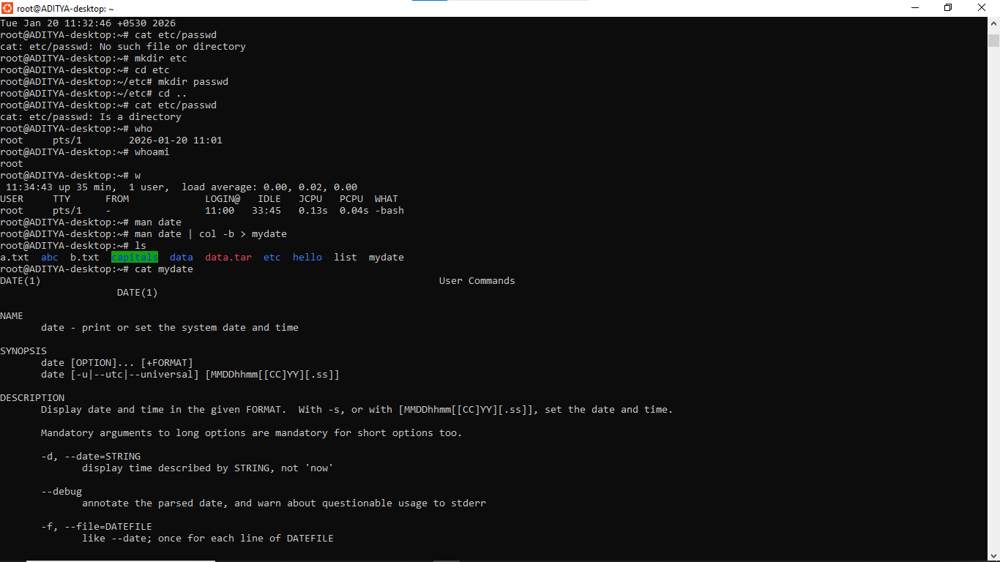 root@ADITYA-desktop: ~
Tue Jan 20 11:32:46 +0530 2026
root@ADITYA-desktop:~# cat etc/passwd
cat: etc/passwd: No such file or directory
root@ADITYA-desktop:~# mkdir etc
root@ADITYA-desktop:~# cd etc
root@ADITYA-desktop:~/etc# mkdir passwd
root@ADITYA-desktop:~/etc# cd ..
root@ADITYA-desktop:~# cat etc/passwd
cat: etc/passwd: Is a directory
root@ADITYA-desktop:~# who
root     pts/1        2026-01-20 11:01
root@ADITYA-desktop:~# whoami
root
root@ADITYA-desktop:~# w
 11:34:43 up 35 min,  1 user,  load average: 0.00, 0.02, 0.00
USER     TTY      FROM             LOGIN@   IDLE   JCPU   PCPU  WHAT
root     pts/1    -                11:00   33:45   0.13s  0.04s -bash
root@ADITYA-desktop:~# man date
root@ADITYA-desktop:~# man date | col -b > mydate
root@ADITYA-desktop:~# ls
a.txt  abc  b.txt  capitals  data  data.tar  etc  hello  list  mydate
root@ADITYA-desktop:~# cat mydate
DATE(1)                                                                    User Commands
                    DATE(1)

NAME
       date - print or set the system date and time

SYNOPSIS
       date [OPTION]... [+FORMAT]
       date [-u|--utc|--universal] [MMDDhhmm[[CC]YY][.ss]]

DESCRIPTION
       Display date and time in the given FORMAT.  With -s, or with [MMDDhhmm[[CC]YY][.ss]], set the date and time.

       Mandatory arguments to long options are mandatory for short options too.

       -d, --date=STRING
              display time described by STRING, not 'now'

       --debug
              annotate the parsed date, and warn about questionable usage to stderr

       -f, --file=DATEFILE
              like --date; once for each line of DATEFILE